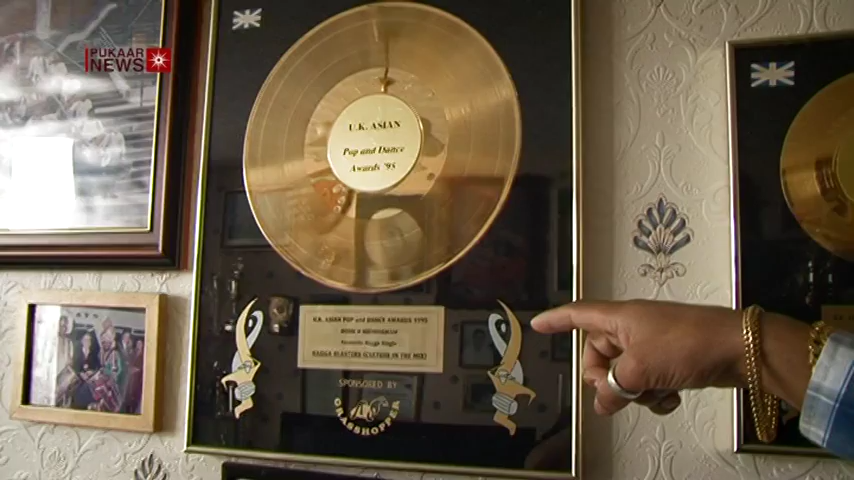 PUKAAR
NEWS
U.K. ASIAN
Pop and Dance
Awards '95
U.K. ASIAN POP and DANCE AWARDS 1995
RAGGA BLASTERS (CAUTION IN THE MIX)
SPONSORED BY
GRASSHOPPER